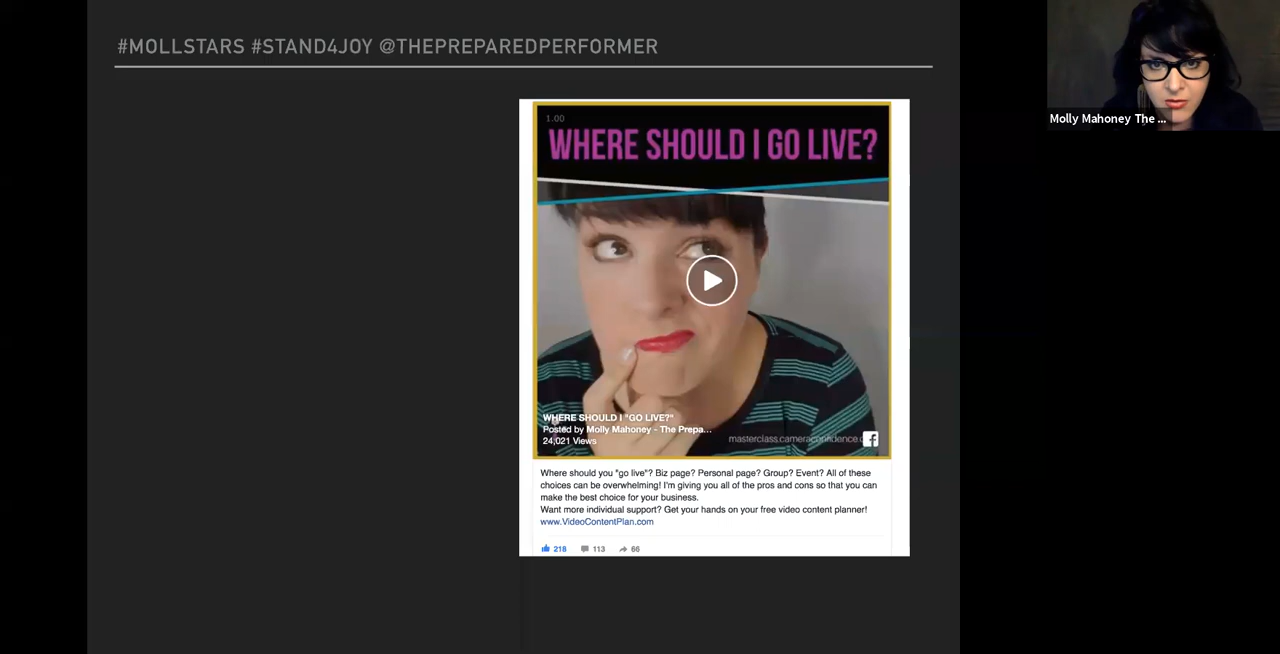 #MOLLSTARS #STAND4JOY @THEPREPAREDPERFORMER
Molly Mahoney The ...
1.00
WHERE SHOULD I GO LIVE?
WHERE SHOULD I "GO LIVE?"
Posted by Molly Mahoney - The Prepa...
24,021 Views
masterclass.cameraconfidence.c
Where should you "go live"? Biz page? Personal page? Group? Event? All of these
choices can be overwhelming! I'm giving you all of the pros and cons so that you can
make the best choice for your business.
Want more individual support? Get your hands on your free video content planner!
www.VideoContentPlan.com
218 113 66